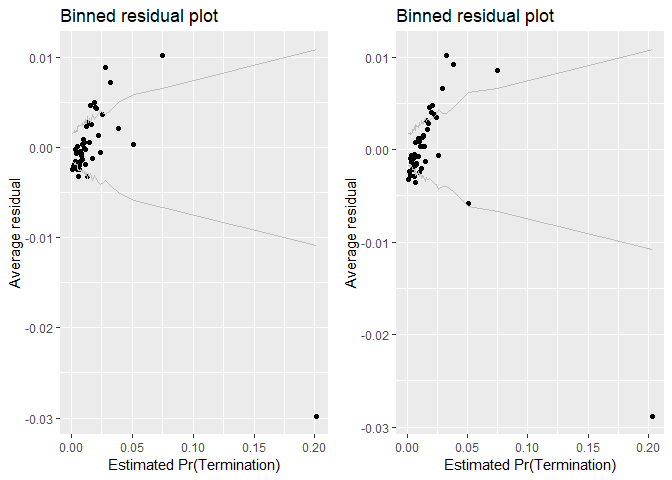 Binned residual plot
0.01
0.00
-0.01
-0.02
-0.03
Average residual
0.00 0.05 0.10 0.15 0.20
Estimated Pr(Termination)
Binned residual plot
0.01
0.00
-0.01
-0.02
-0.03
Average residual
0.00 0.05 0.10 0.15 0.20
Estimated Pr(Termination)